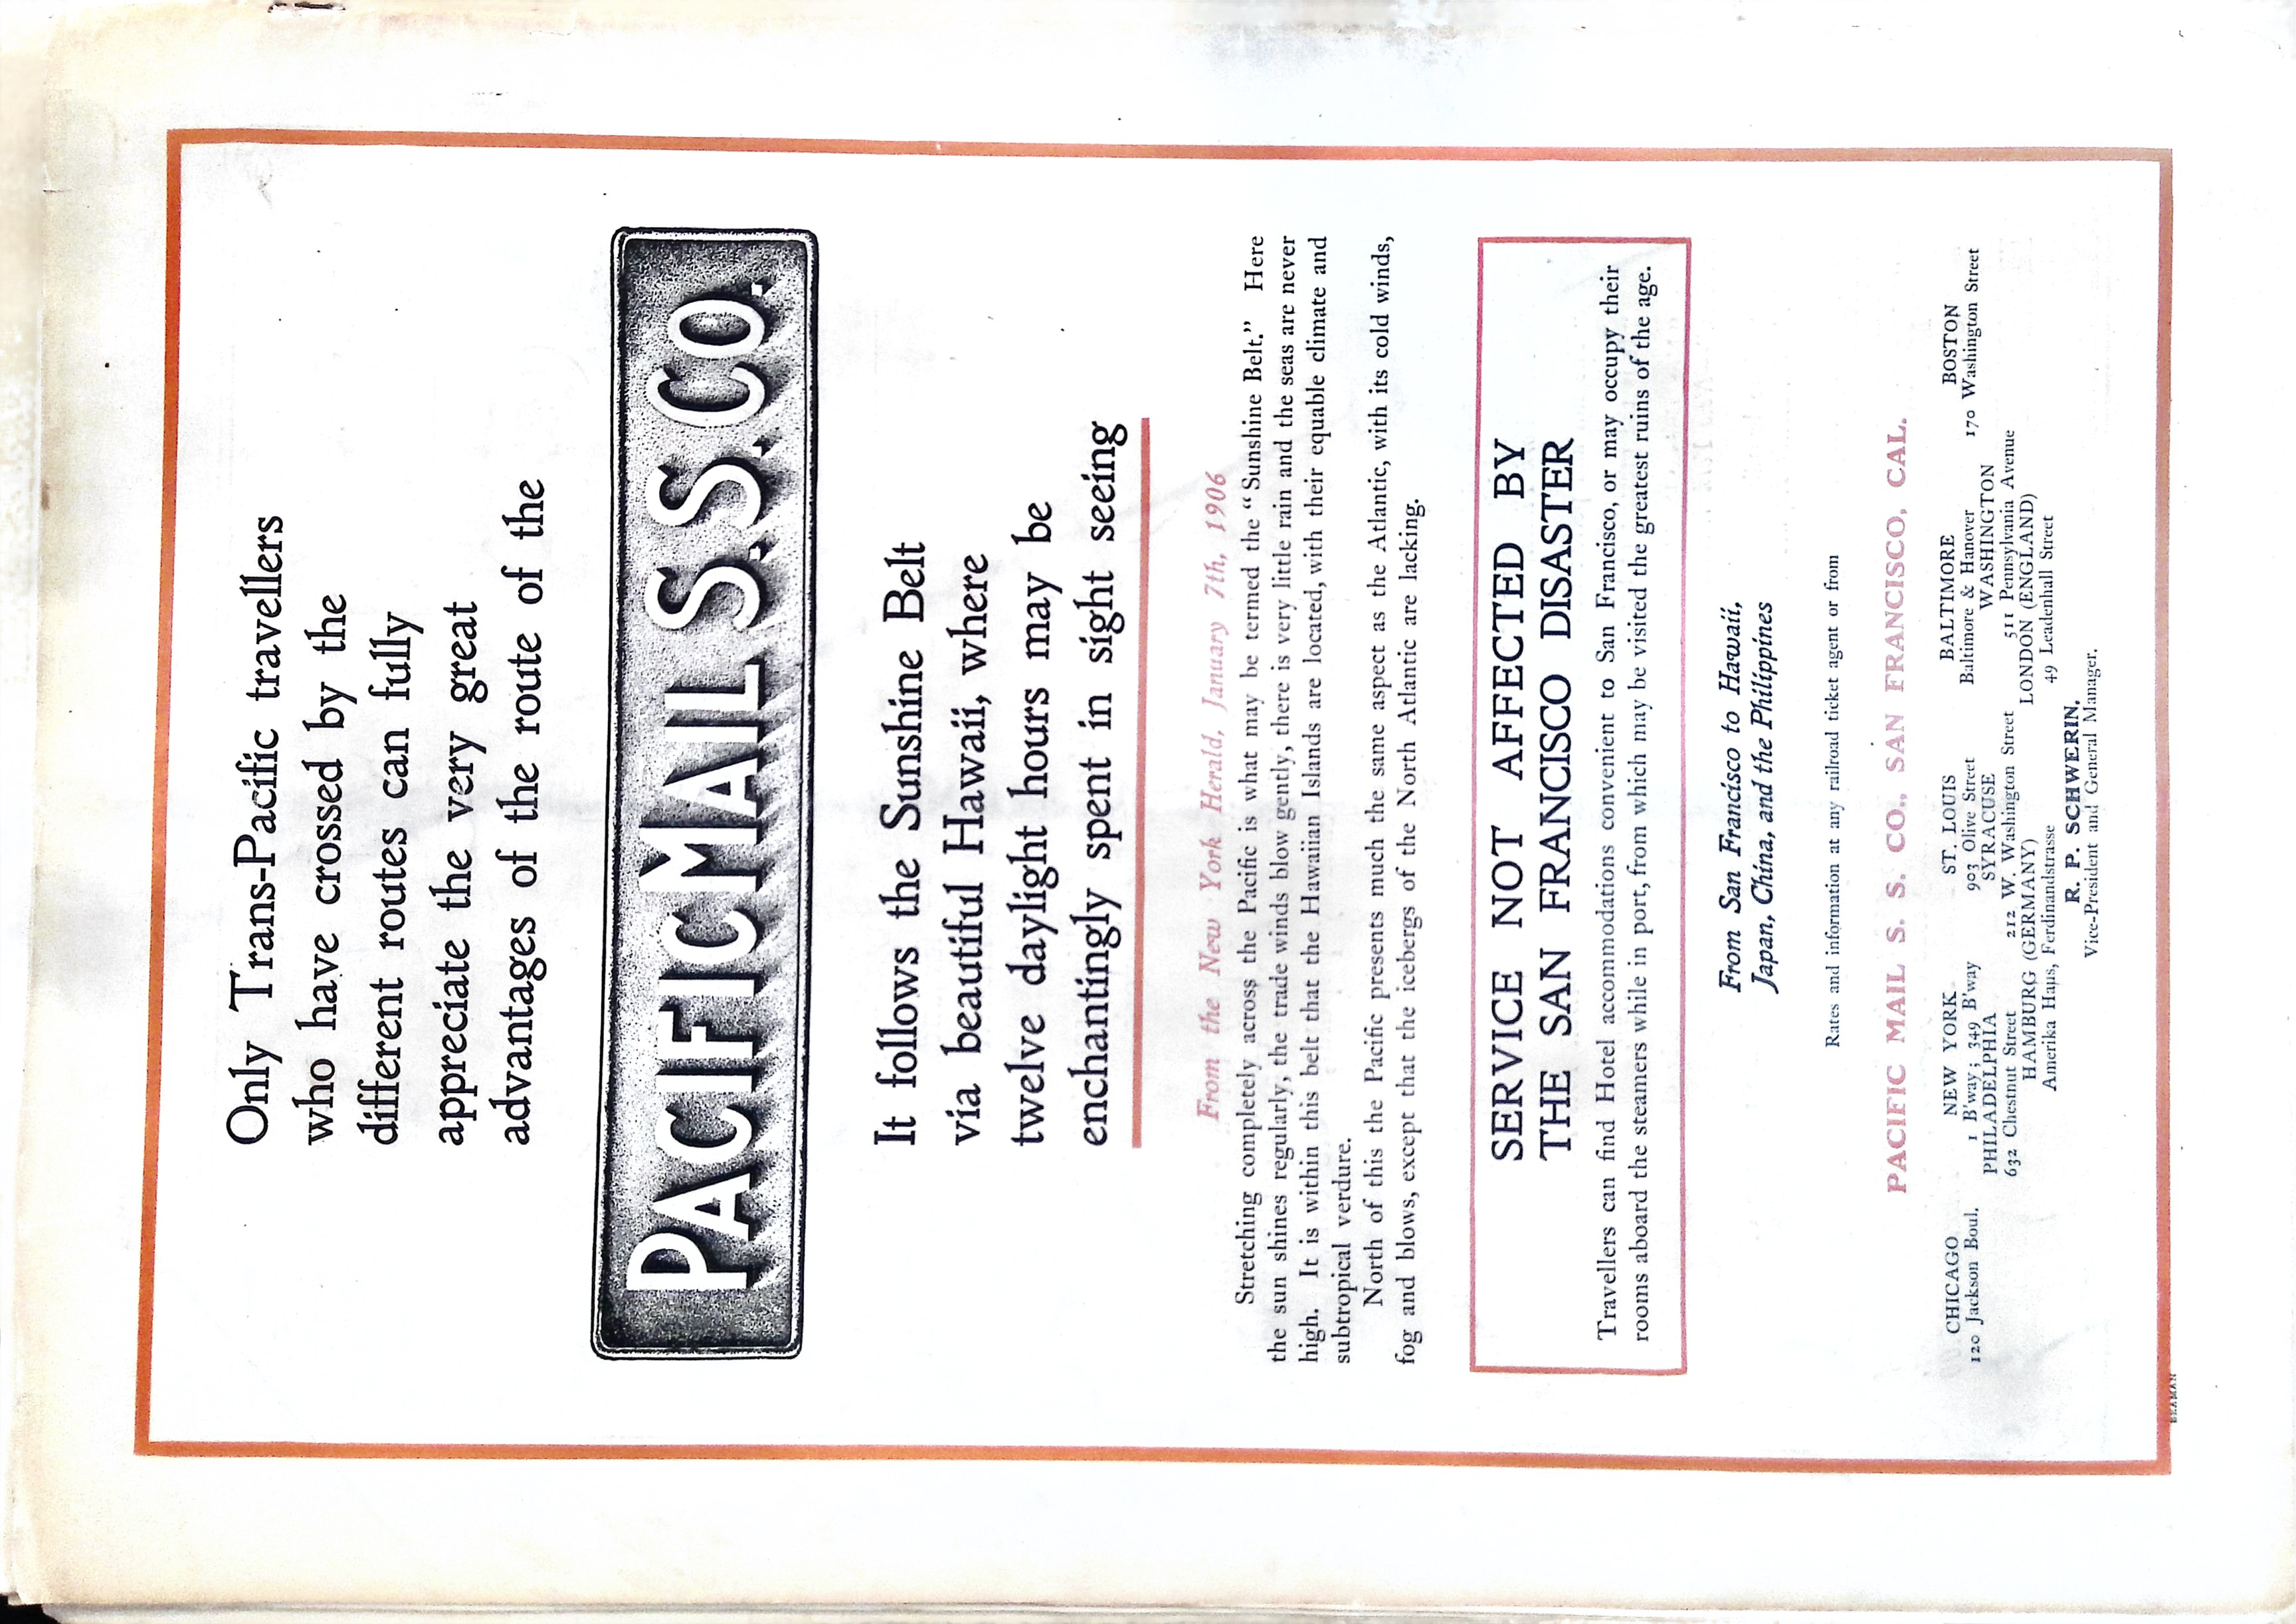 Only Trans-Pacific travellers
who have crossed by the
different routes can fully
appreciate the very great
advantages of the route of the
PACIFIC MAIL S.S.CO.
It follows the Sunshine Belt
via beautiful Hawaii, where
twelve daylight hours may be
enchantingly spent in sight seeing
From the New York Herald, January 7th, 1906
Stretching completely across the Pacific is what may be termed the “Sunshine Belt.” Here
the sun shines regularly, the trade winds blow gently, there is very little rain and the seas are never
high. It is within this belt that the Hawaiian Islands are located, with their equable climate and
subtropical verdure.
North of this the Pacific presents much the same aspect as the Atlantic, with its cold winds,
fog and blows, except that the icebergs of the North Atlantic are lacking.
SERVICE NOT AFFECTED BY
THE SAN FRANCISCO DISASTER
Travellers can find Hotel accommodations convenient to San Francisco, or may occupy their
rooms aboard the steamers while in port, from which may be visited the greatest ruins of the age.
From San Francisco to Hawaii,
Japan, China, and the Philippines
Rates and information at any railroad ticket agent or from
PACIFIC MAIL S. S. CO., SAN FRANCISCO, CAL.
CHICAGO NEW YORK ST. LOUIS BALTIMORE BOSTON
120 Jackson Boul. 1 B'way; 349 B'way 903 Olive Street Baltimore & Hanover 170 Washington Street
PHILADELPHIA SYRACUSE WASHINGTON
632 Chestnut Street 212 W. Washington Street 511 Pennsylvania Avenue
HAMBURG (GERMANY) LONDON (ENGLAND)
Amerika Haus, Ferdinandstrasse 49 Leadenhall Street
R. P. SCHWERIN,
Vice-President and General Manager.
BEAMAN